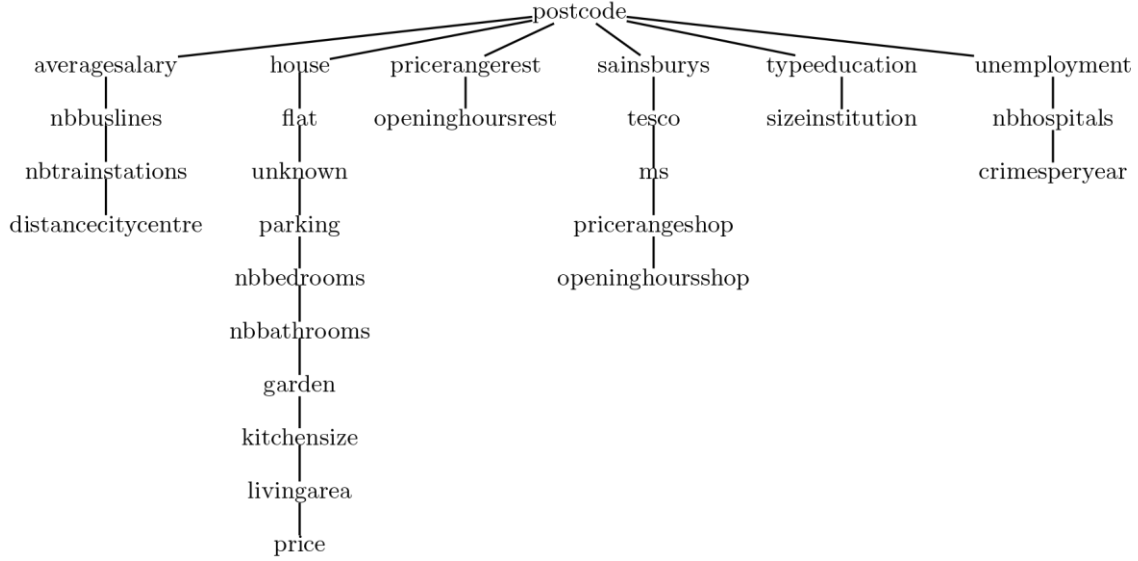 postcode
averagesalary house pricerangerest sainsburys typeeducation unemployment
nbbuslines flat openinghoursrest tesco sizeinstitution nbhospitals
nbtrainstations unknown ms crimesperyear
distancecitycentre parking pricerangeshop
nbbedrooms openinghoursshop
nbbathrooms
garden
kitchensize
livingarea
price